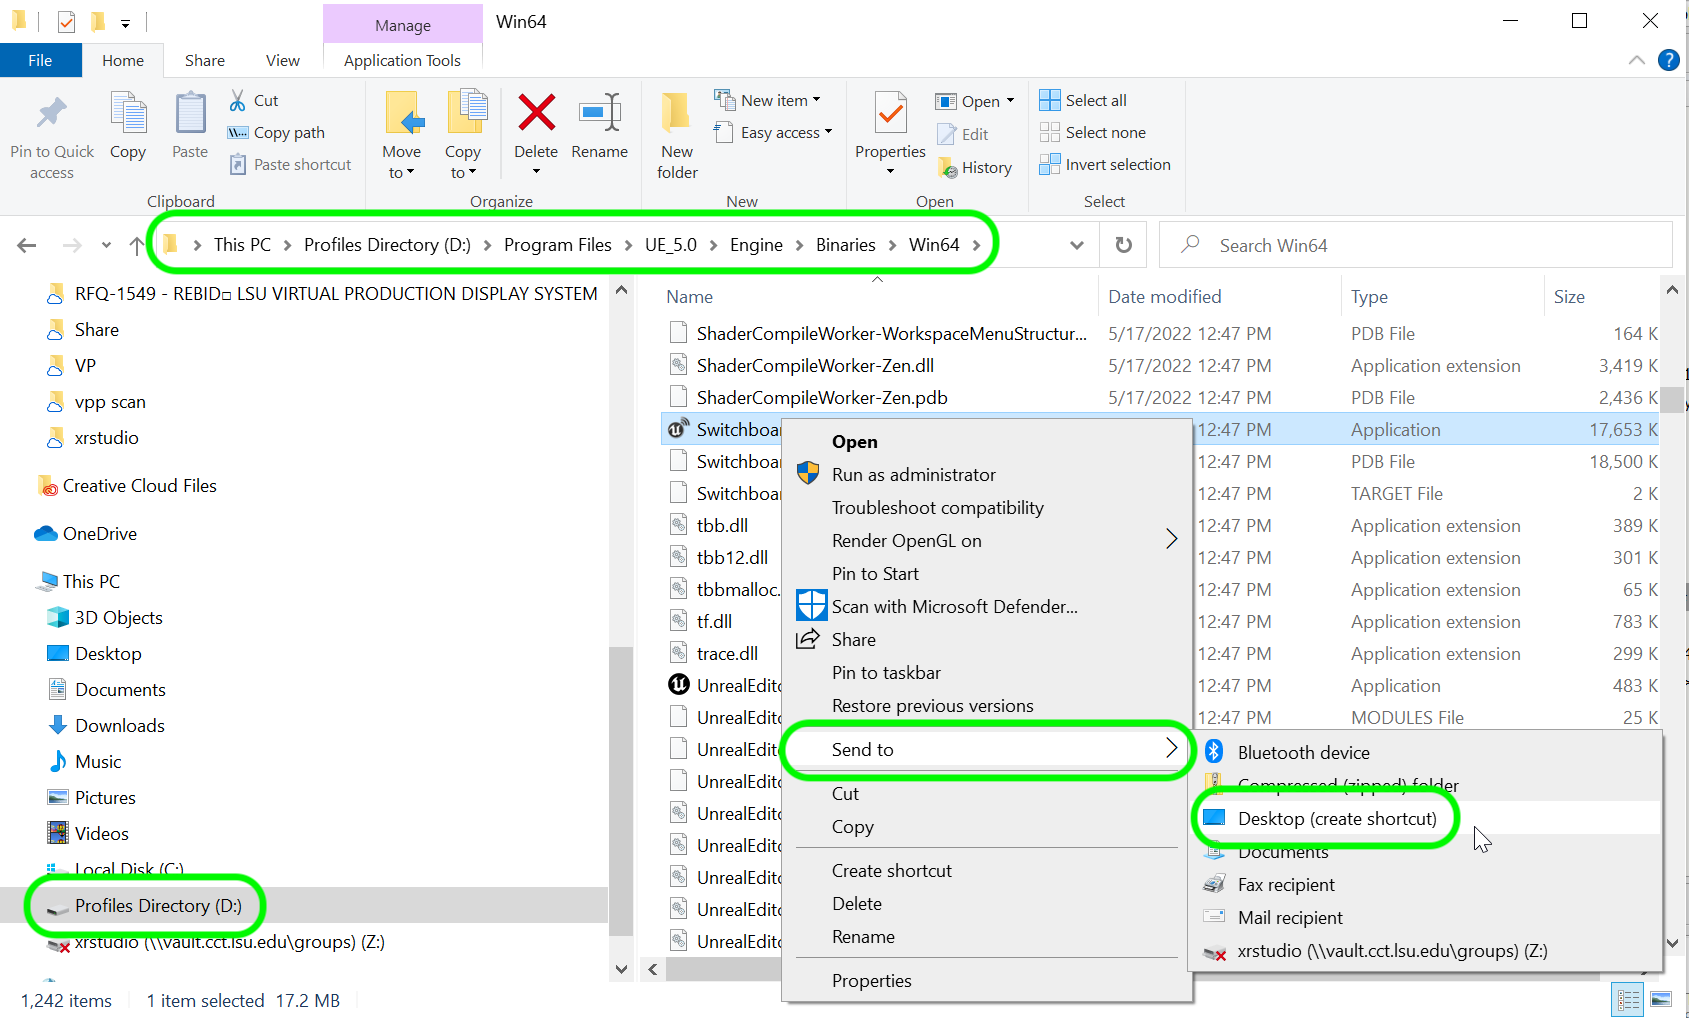 Manage
Win64
File
Home
Share
View
Application Tools
Pin to Quick access
Copy
Paste
Cut
Copy path
Paste shortcut
Clipboard
Move to
Copy to
Delete
Rename
Organize
New folder
New item
Easy access
New
Properties
Open
Edit
History
Open
Select all
Select none
Invert selection
Select
This PC > Profiles Directory (D:) > Program Files > UE_5.0 > Engine > Binaries > Win64 >
Search Win64
RFQ-1549 - REBID□ LSU VIRTUAL PRODUCTION DISPLAY SYSTEM
Share
VP
vpp scan
xrstudio
Creative Cloud Files
OneDrive
This PC
3D Objects
Desktop
Documents
Downloads
Music
Pictures
Videos
Local Disk (C:)
Profiles Directory (D:)
xrstudio (\\vault.cct.lsu.edu\groups) (Z:)
Name Date modified Type Size
ShaderCompileWorker-WorkspaceMenuStructur... 5/17/2022 12:47 PM PDB File 164 K
ShaderCompileWorker-Zen.dll 5/17/2022 12:47 PM Application extension 3,419 K
ShaderCompileWorker-Zen.pdb 5/17/2022 12:47 PM PDB File 2,436 K
Switchboar 12:47 PM Application 17,653 K
Switchboar 12:47 PM PDB File 18,500 K
Switchboar 12:47 PM TARGET File 2 K
tbb.dll 12:47 PM Application extension 389 K
tbb12.dll 12:47 PM Application extension 301 K
tbbmalloc. 12:47 PM Application extension 65 K
tf.dll 12:47 PM Application extension 783 K
trace.dll 12:47 PM Application extension 299 K
UnrealEdito 12:47 PM Application 483 K
UnrealEdito 12:47 PM MODULES File 25 K
UnrealEdito
UnrealEdito
UnrealEdito
UnrealEdito
UnrealEdito
UnrealEdito
UnrealEdito
Open
Run as administrator
Troubleshoot compatibility
Render OpenGL on
Pin to Start
Scan with Microsoft Defender...
Share
Pin to taskbar
Restore previous versions
Send to
Cut
Copy
Create shortcut
Delete
Rename
Properties
Bluetooth device
Compressed (zipped) folder
Desktop (create shortcut)
Documents
Fax recipient
Mail recipient
xrstudio (\\vault.cct.lsu.edu\groups) (Z:)
1,242 items
1 item selected 17.2 MB